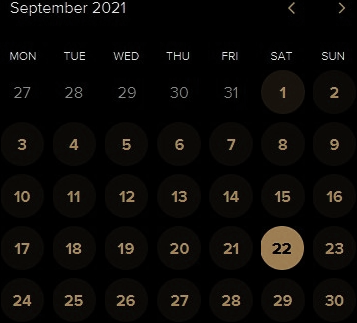 September 2021
MON TUE WED THU FRI SAT SUN
27 28 29 30 31 1 2
3 4 5 6 7 8 9
10 11 12 13 14 15 16
17 18 19 20 21 22 23
24 25 26 27 28 29 30